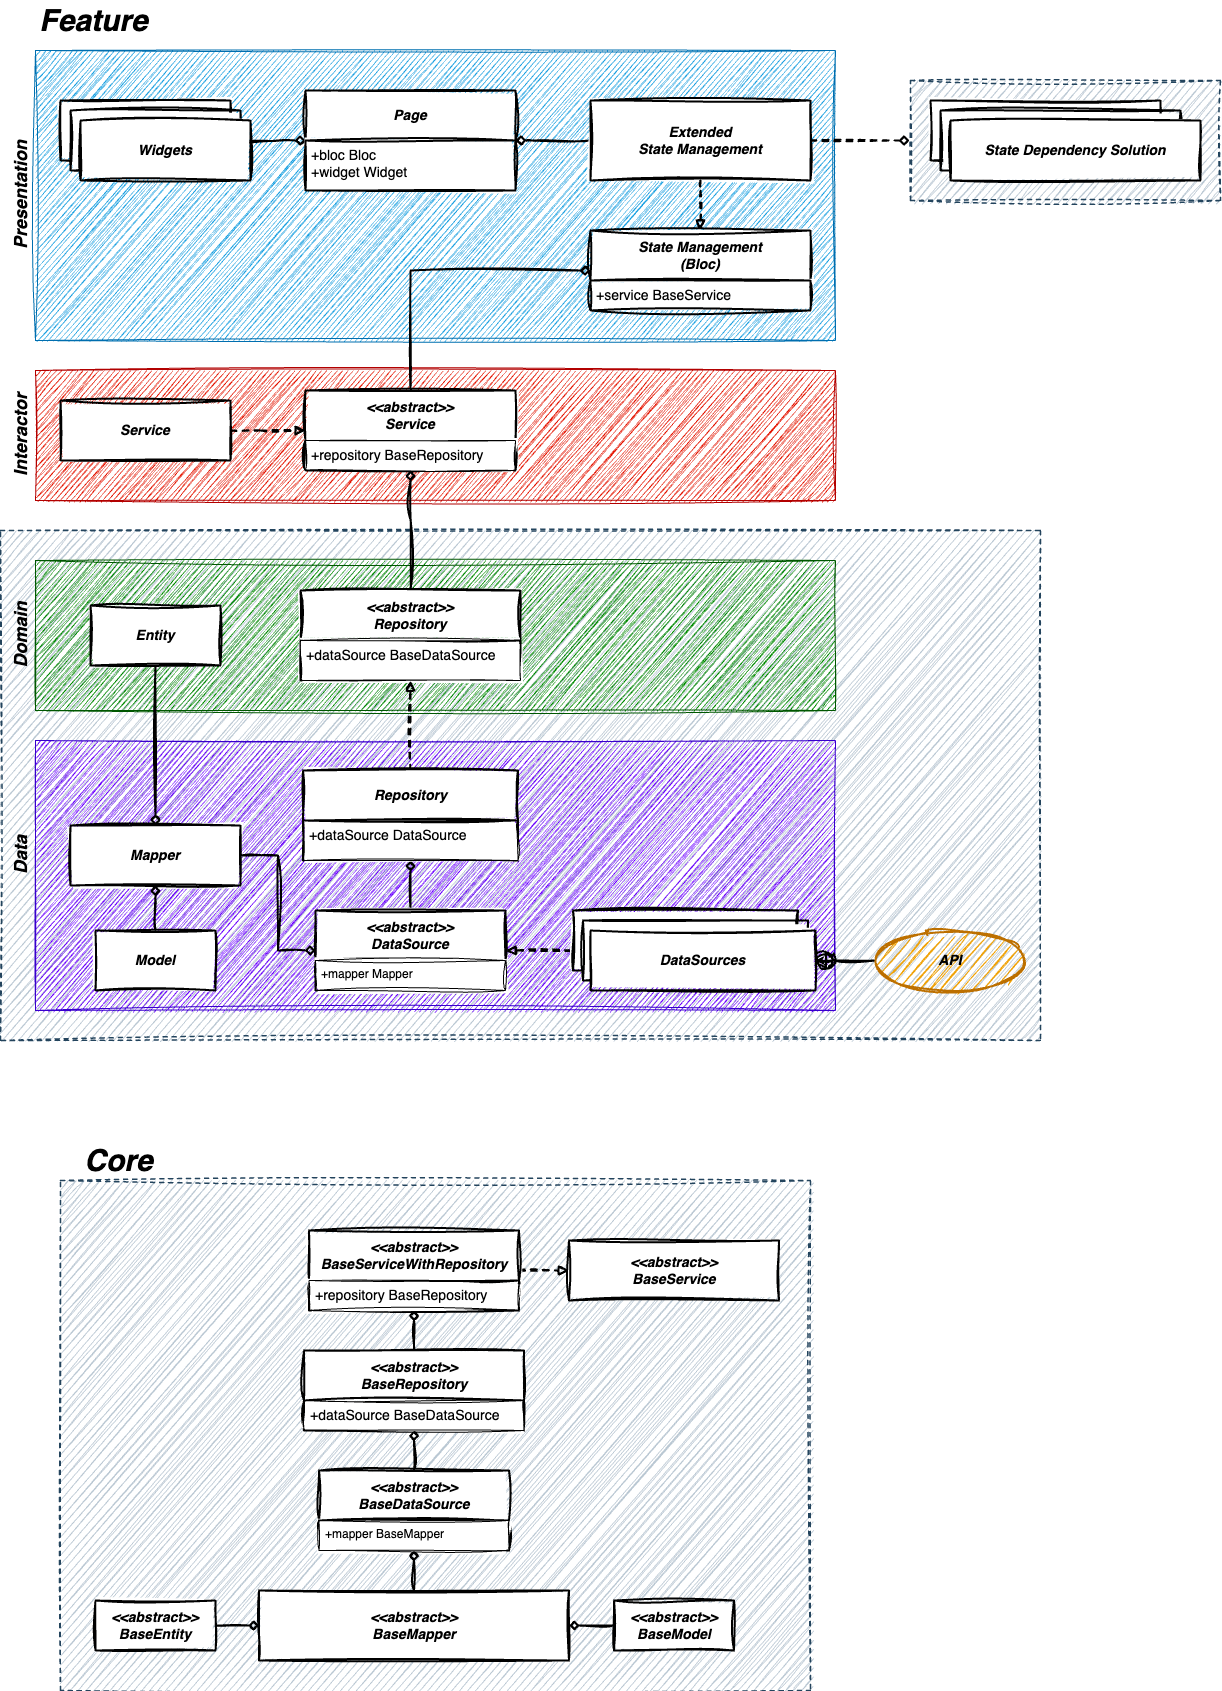 Feature
Presentation
Widgets
Page
+bloc Bloc
+widget Widget
Extended
State Management
State Dependency Solution
State Management
(Bloc)
+service BaseService
Interactor
Service
<<abstract>>
Service
+repository BaseRepository
Domain
Entity
<<abstract>>
Repository
+dataSource BaseDataSource
Data
Repository
+dataSource DataSource
Mapper
Model
<<abstract>>
DataSource
+mapper Mapper
DataSources
API
Core
<<abstract>>
BaseServiceWithRepository
+repository BaseRepository
<<abstract>>
BaseService
<<abstract>>
BaseRepository
+dataSource BaseDataSource
<<abstract>>
BaseDataSource
+mapper BaseMapper
<<abstract>>
BaseEntity
<<abstract>>
BaseMapper
<<abstract>>
BaseModel